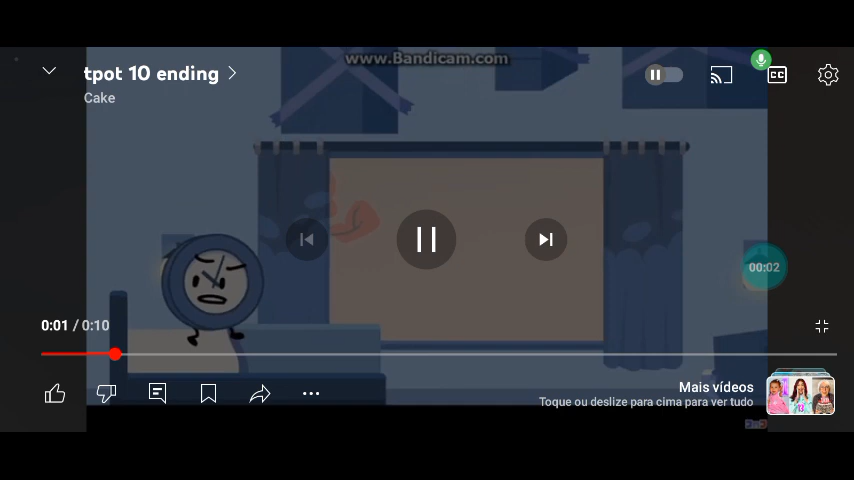 www.Bandicam.com
tpot 10 ending
Cake
CC
00:02
0:01 / 0:10
Mais vídeos
Toque ou deslize para cima para ver tudo